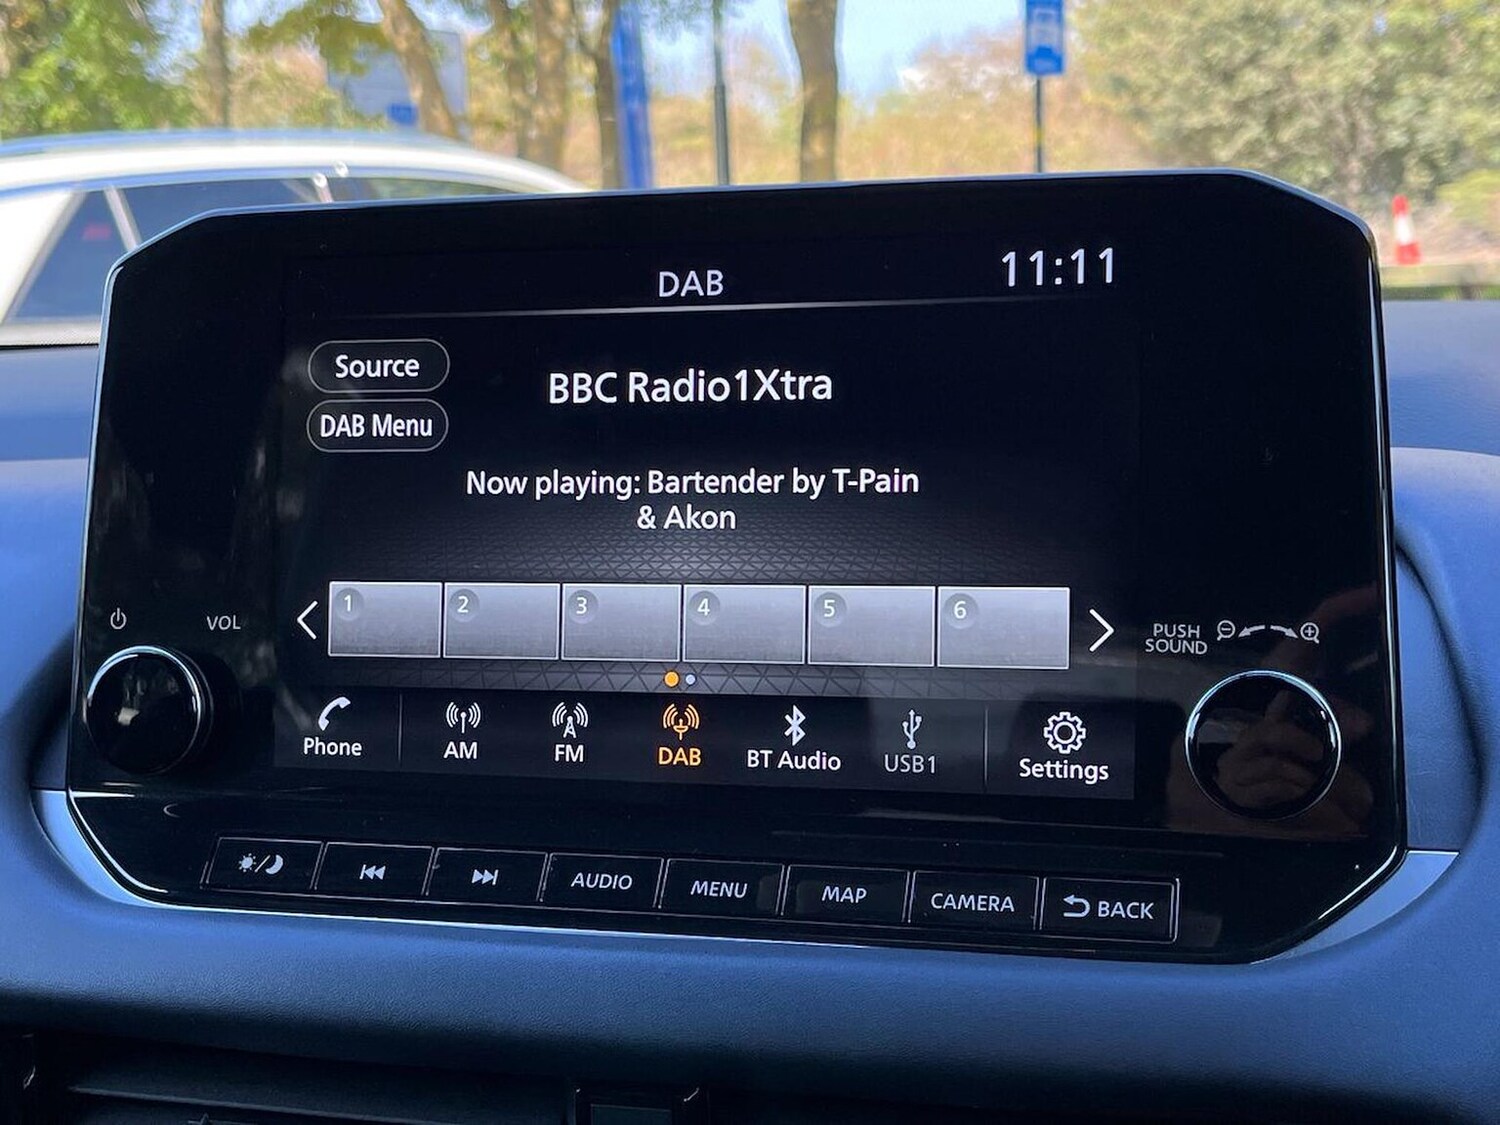 DAB
11:11
Source
BBC Radio1Xtra
DAB Menu
Now playing: Bartender by T-Pain
& Akon
1 2 3 4 5 6
VOL
PUSH
SOUND
Phone AM FM DAB BT Audio USB1 Settings
AUDIO MENU MAP CAMERA BACK